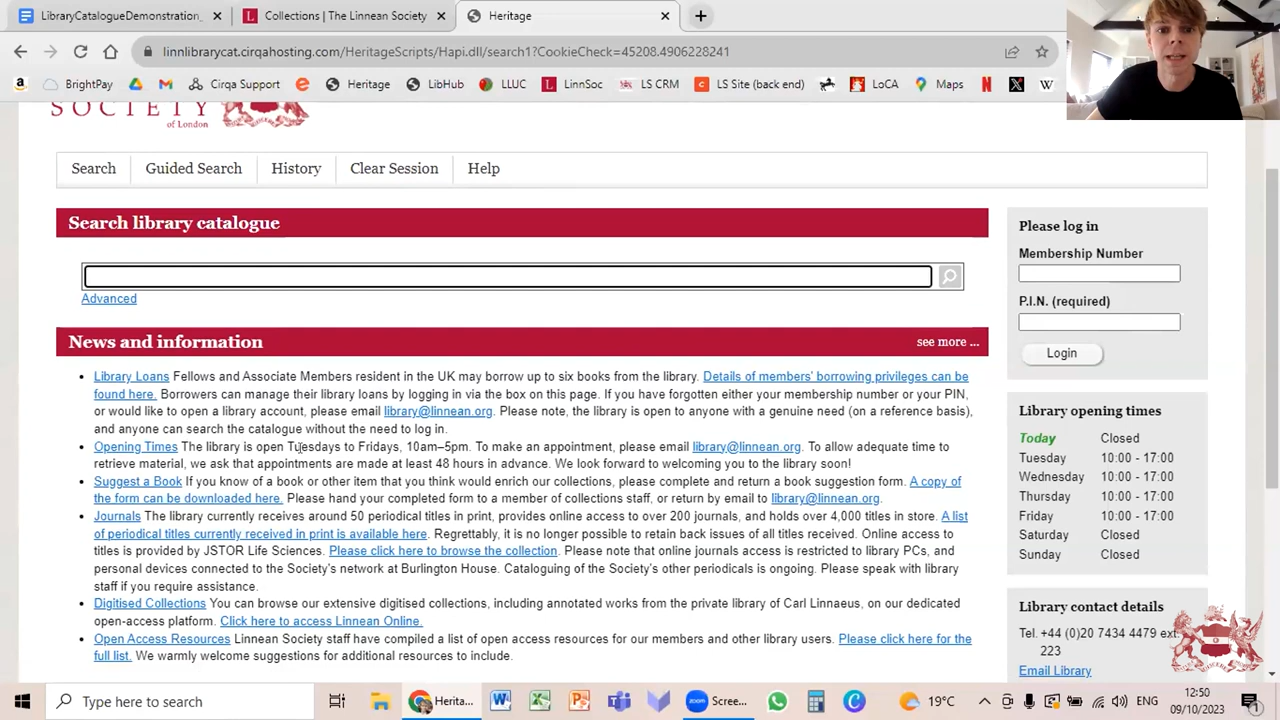 LibraryCatalogueDemonstration_
Collections | The Linnean Society
Heritage
linnlibrarycat.cirqahosting.com/HeritageScripts/Hapi.dll/search1?CookieCheck=45208.4906228241
BrightPay
Cirqa Support
Heritage
LibHub
LLUC
LinnSoc
LS CRM
LS Site (back end)
LoCA
Maps
SOCIETY
of London
Search
Guided Search
History
Clear Session
Help
Search library catalogue
Advanced
News and information
see more ...
Library Loans Fellows and Associate Members resident in the UK may borrow up to six books from the library. Details of members' borrowing privileges can be
found here. Borrowers can manage their library loans by logging in via the box on this page. If you have forgotten either your membership number or your PIN,
or would like to open a library account, please email library@linnean.org. Please note, the library is open to anyone with a genuine need (on a reference basis),
and anyone can search the catalogue without the need to log in.
Opening Times The library is open Tuesdays to Fridays, 10am–5pm. To make an appointment, please email library@linnean.org. To allow adequate time to
retrieve material, we ask that appointments are made at least 48 hours in advance. We look forward to welcoming you to the library soon!
Suggest a Book If you know of a book or other item that you think would enrich our collections, please complete and return a book suggestion form. A copy of
the form can be downloaded here. Please hand your completed form to a member of collections staff, or return by email to library@linnean.org.
Journals The library currently receives around 50 periodical titles in print, provides online access to over 200 journals, and holds over 4,000 titles in store. A list
of periodical titles currently received in print is available here. Regrettably, it is no longer possible to retain back issues of all titles received. Online access to
titles is provided by JSTOR Life Sciences. Please click here to browse the collection. Please note that online journals access is restricted to library PCs, and
personal devices connected to the Society's network at Burlington House. Cataloguing of the Society's other periodicals is ongoing. Please speak with library
staff if you require assistance.
Digitised Collections You can browse our extensive digitised collections, including annotated works from the private library of Carl Linnaeus, on our dedicated
open-access platform. Click here to access Linnean Online.
Open Access Resources Linnean Society staff have compiled a list of open access resources for our members and other library users. Please click here for the
full list. We warmly welcome suggestions for additional resources to include.
Please log in
Membership Number
P.I.N. (required)
Login
Library opening times
Today Closed
Tuesday 10:00 - 17:00
Wednesday 10:00 - 17:00
Thursday 10:00 - 17:00
Friday 10:00 - 17:00
Saturday Closed
Sunday Closed
Library contact details
Tel. +44 (0)20 7434 4479 ext.
223
Email Library
Type here to search
Herita...
Scree...
19°C
ENG
12:50
09/10/2023